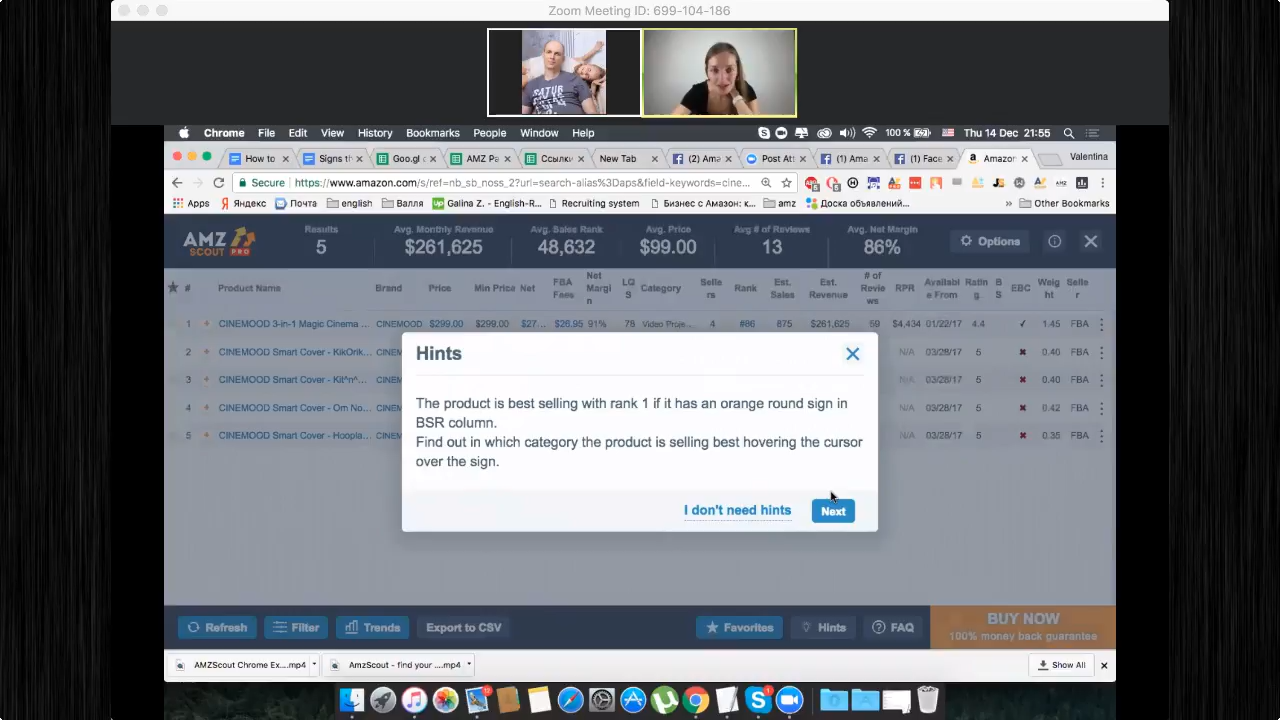 Zoom Meeting ID: 699-104-186
SATUR
Chrome File Edit View History Bookmarks People Window Help 100 % Thu 14 Dec 21:55
How to Signs th Goo.gl AMZ Pa Ссылки New Tab (2) Ama Post Att (1) Ama (1) Face Amazon Valentina
Secure https://www.amazon.com/s/ref=nb_sb_noss_2?url=search-alias%3Daps&field-keywords=cine...
Apps Яндекс Почта english Валля Galina Z. - English-R... Recruiting system Бизнес с Амазон: к... amz Доска объявлений... » Other Bookmarks
AMZ SCOUT PRO
Results Avg. Monthly Revenue Avg. Sales Rank Avg. Price Avg # of Reviews Avg. Net Margin
5 $261,625 48,632 $99.00 13 86%
Options
# Product Name Brand Price Min Price Net FBA Fees Net Margin LQS Category Sellers Rank Est. Sales Est. Revenue # of Reviews RPR Available From Rating BS EBC Weight Seller
1 CINEMOOD 3-in-1 Magic Cinema ... CINEMOOD $299.00 $299.00 $27... $26.95 91% 78 Video Proje... 4 #86 875 $261,625 59 $4,434 01/22/17 4.4 ✓ 1.45 FBA
2 CINEMOOD Smart Cover - KikOrik... N/A 03/28/17 5 0.40 FBA
3 CINEMOOD Smart Cover - Kit^n^... N/A 03/28/17 5 0.40 FBA
4 CINEMOOD Smart Cover - Om No... N/A 03/28/17 5 0.42 FBA
5 CINEMOOD Smart Cover - Hoopla... N/A 03/28/17 5 0.35 FBA
Hints
The product is best selling with rank 1 if it has an orange round sign in
BSR column.
Find out in which category the product is selling best hovering the cursor
over the sign.
I don't need hints Next
Refresh Filter Trends Export to CSV Favorites Hints FAQ
BUY NOW
100% money back guarantee
AMZScout Chrome Ex....mp4 AmzScout - find your ....mp4 Show All